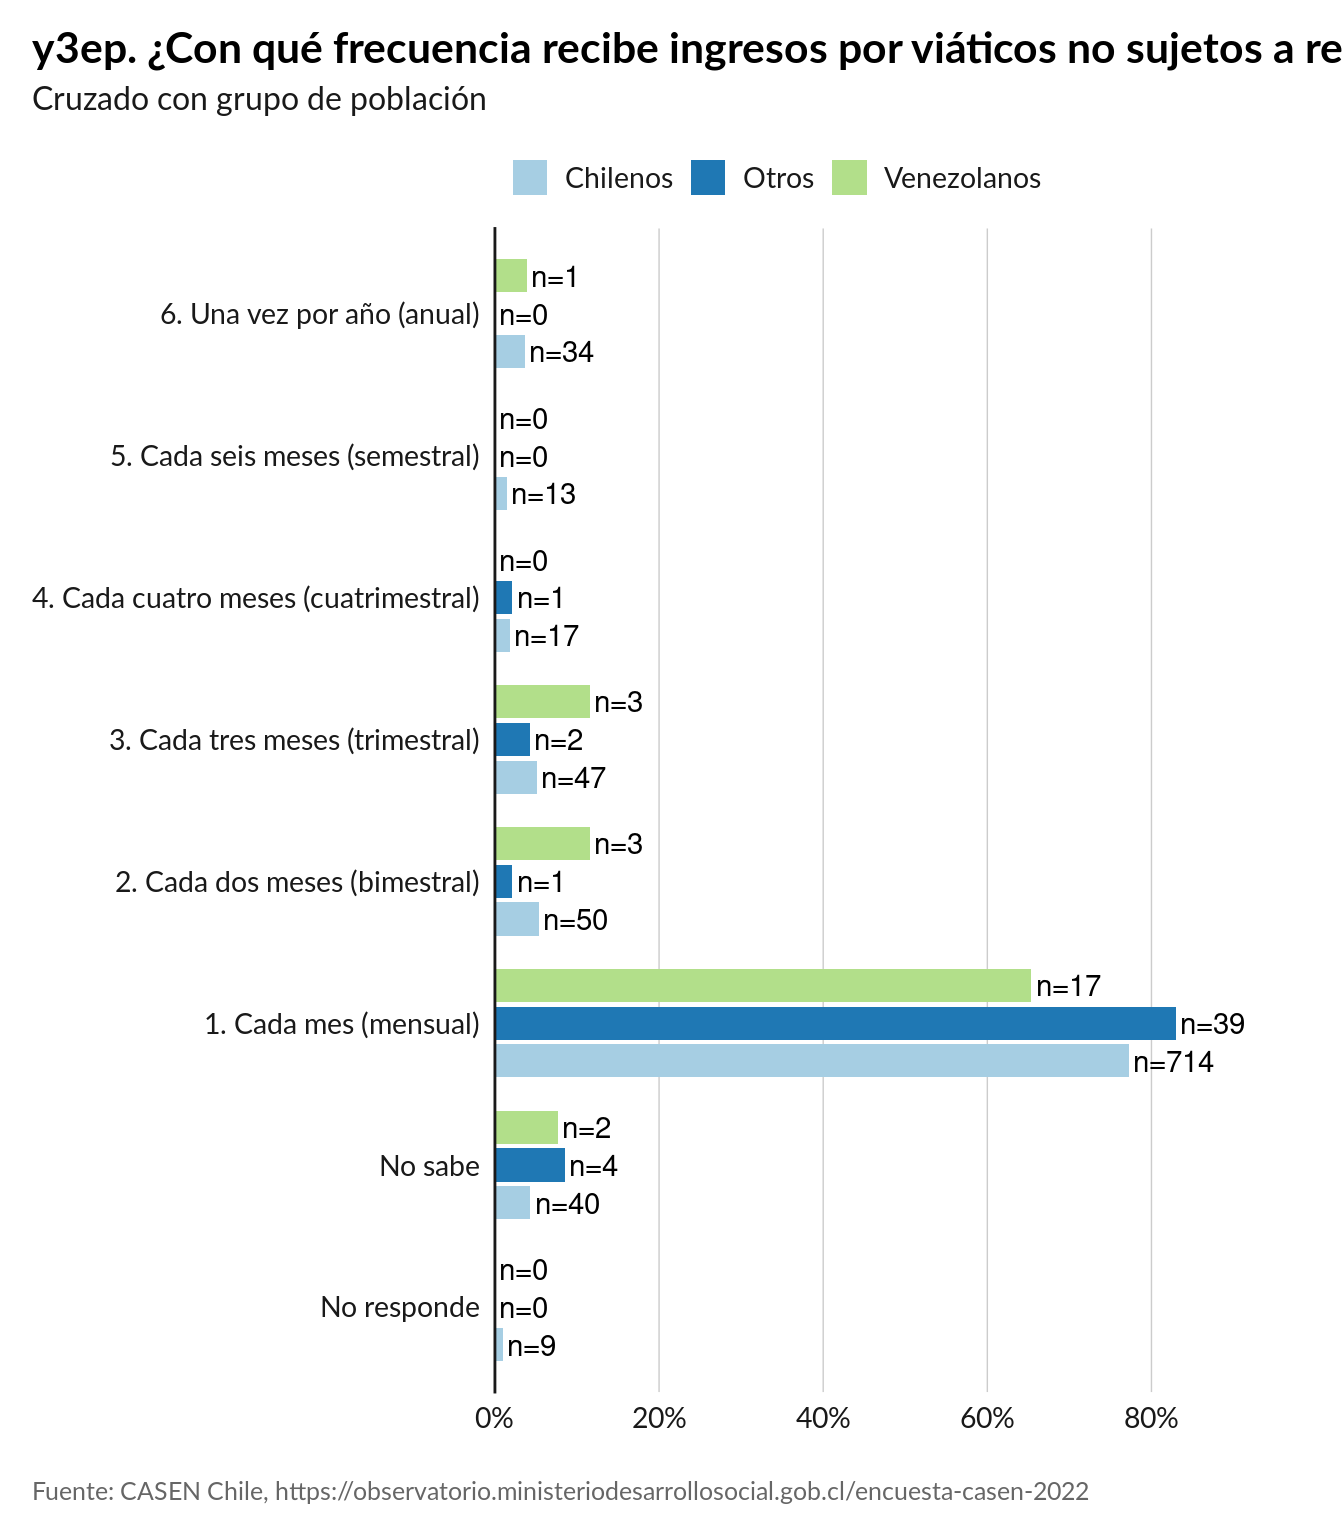 y3ep. ¿Con qué frecuencia recibe ingresos por viáticos no sujetos a re
Cruzado con grupo de población
Chilenos Otros Venezolanos
n=1
6. Una vez por año (anual) n=0
n=34
n=0
5. Cada seis meses (semestral) n=0
n=13
n=0
4. Cada cuatro meses (cuatrimestral) n=1
n=17
n=3
3. Cada tres meses (trimestral) n=2
n=47
n=3
2. Cada dos meses (bimestral) n=1
n=50
n=17
1. Cada mes (mensual) n=39
n=714
n=2
No sabe n=4
n=40
n=0
No responde n=0
n=9
0% 20% 40% 60% 80%
Fuente: CASEN Chile, https://observatorio.ministeriodesarrollosocial.gob.cl/encuesta-casen-2022